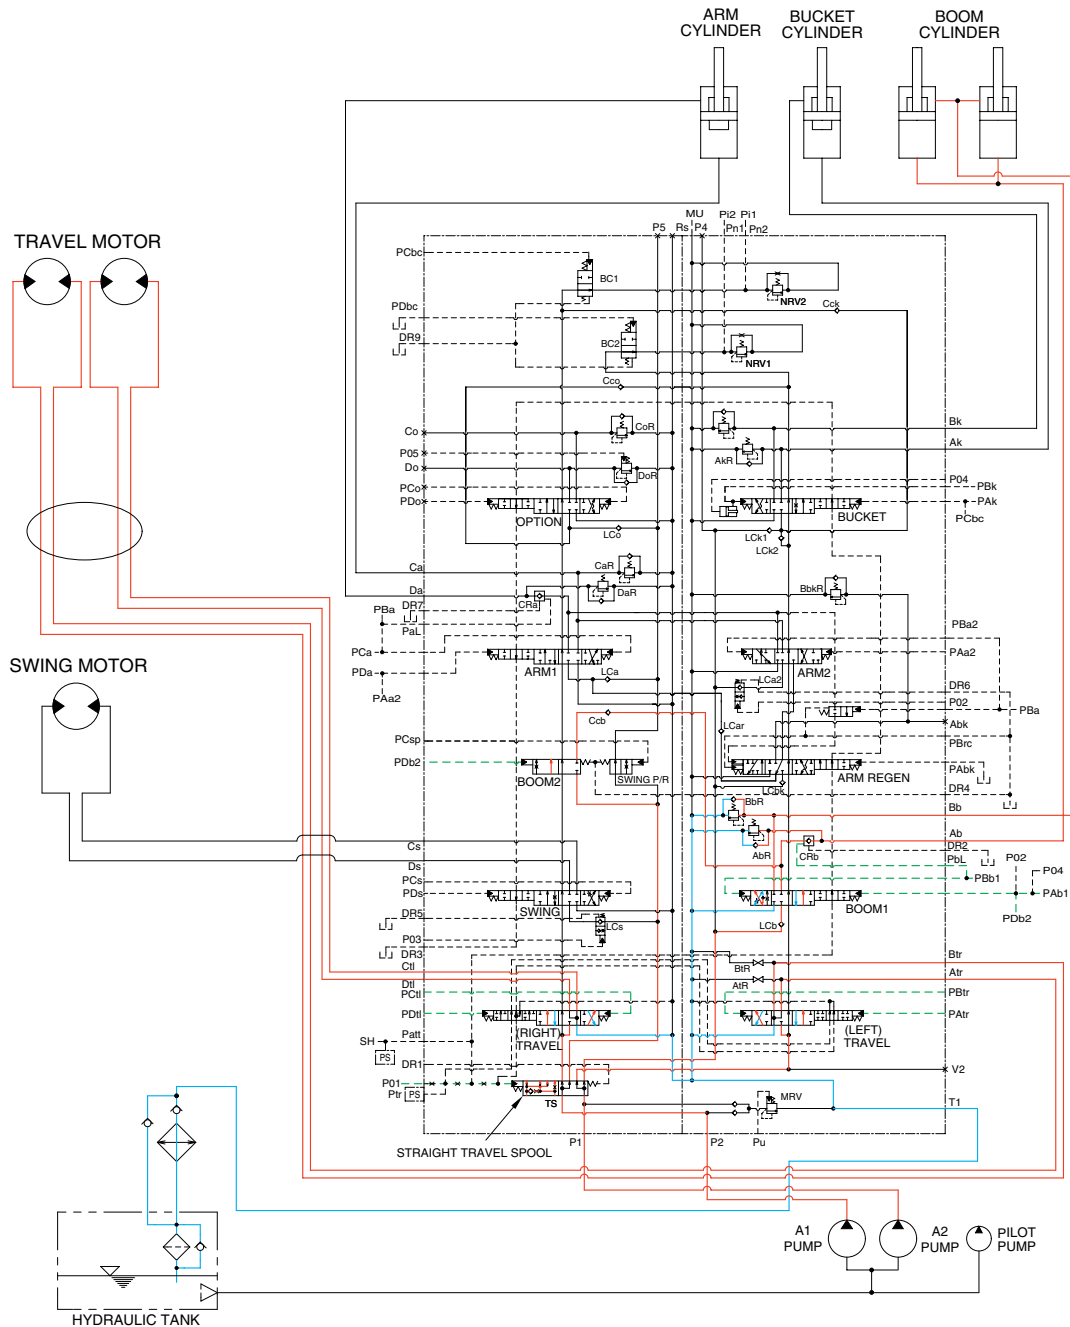 ARM
CYLINDER
BUCKET
CYLINDER
BOOM
CYLINDER
TRAVEL MOTOR
P5 Rs MU P4 Pi2 Pn1 Pi1 Pn2
PCbc
BC1
NRV2
Cck
PDbc
DR9
BC2
NRV1
Cco
Co
CoR
Bk
Ak
P05
AkR
Do
DoR
P04
PBk
PCo
PAk
PDo
OPTION
BUCKET
PCbc
LCo
LCk1
LCk2
Ca
CaR
Da
DaR
BbkR
CRa
DR7
PBa
PaL
PBa2
PCa
PAa2
ARM1
ARM2
PDa
LCa
LCa2
PAa2
DR6
P02
PBa
Ccb
LCar
Abk
PCsp
PBrc
PDb2
PAbk
BOOM2
SWING P/R
ARM REGEN
LCbk
DR4
SWING MOTOR
BbR
Bb
AbR
Ab
CRb
DR2
Cs
PbL
P02
Ds
P04
PCs
PBb1
PDs
PAb1
SWING
BOOM1
PDb2
DR5
LCs
LCb
P03
DR3
Ctl
BtR
Btr
Atr
Dtl
AtR
PCtl
PBtr
PDtl
PAtr
(RIGHT)
TRAVEL
(LEFT)
TRAVEL
Patt
SH
PS
DR1
V2
P01
Ptr
PS
TS
MRV
T1
STRAIGHT TRAVEL SPOOL
P1
P2
Pu
A1
PUMP
A2
PUMP
PILOT
PUMP
HYDRAULIC TANK